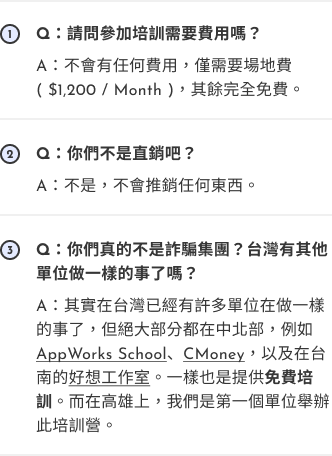 1 Q：請問參加培訓需要費用嗎？
A：不會有任何費用，僅需要場地費
( $1,200 / Month )，其餘完全免費。
2 Q：你們不是直銷吧？
A：不是，不會推銷任何東西。
3 Q：你們真的不是詐騙集團？台灣有其他
單位做一樣的事了嗎？
A：其實在台灣已經有許多單位在做一樣
的事了，但絕大部分都在中北部，例如
AppWorks School、CMoney，以及在台
南的好想工作室。一樣也是提供免費培
訓。而在高雄上，我們是第一個單位舉辦
此培訓營。